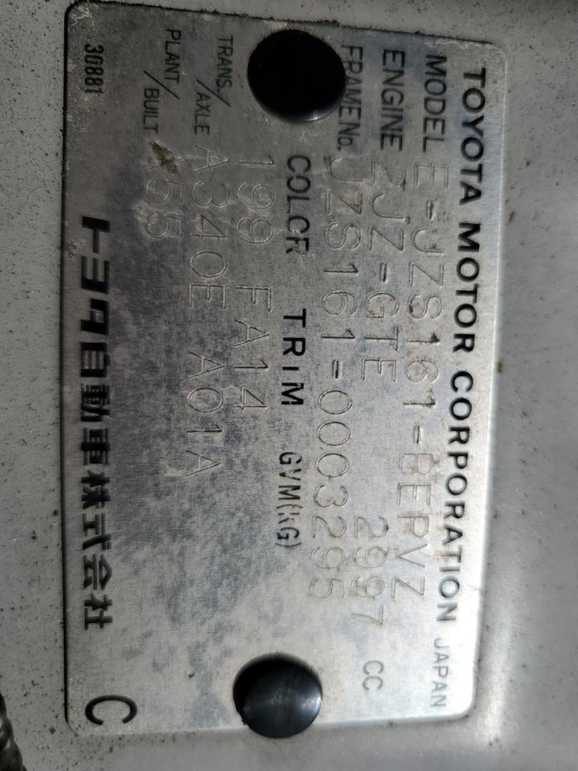 TOYOTA MOTOR CORPORATION JAPAN
MODEL E-JZS161-BEPVZ
ENGINE 2JZ-GTE 2997 CC
FRAME No. JZS161-0003295
COLOR TRIM GVM(KG)
199 FA14
TRANS./AXLE A340E A01A
PLANT/BUILT
トヨタ自動車株式会社 C
30881